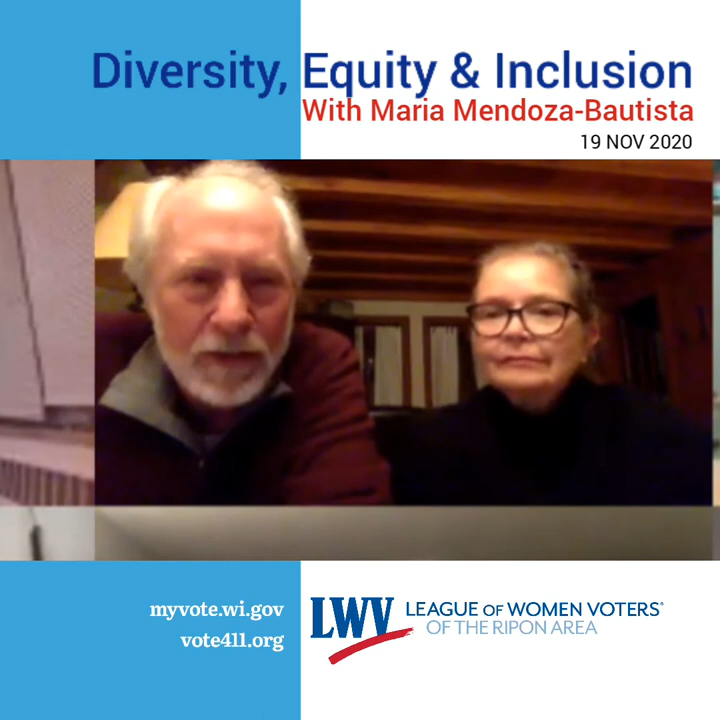 Diversity, Equity & Inclusion
With Maria Mendoza-Bautista
19 NOV 2020
myvote.wi.gov
vote411.org
LWV LEAGUE OF WOMEN VOTERS®
OF THE RIPON AREA